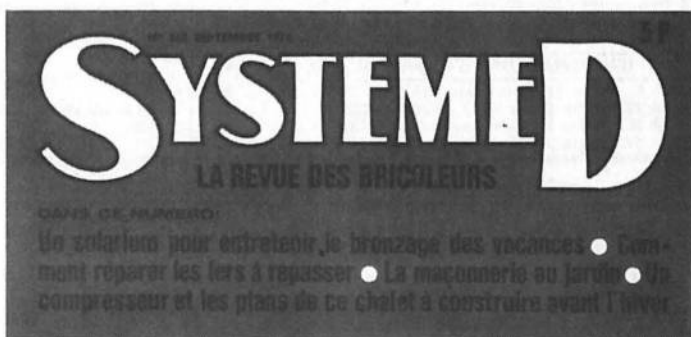 5 F
SYSTEME D
LA REVUE DES BRICOLEURS
DANS CE NUMERO:
Un solarium pour entretenir le bronzage des vacances ● Com-
ment réparer les fers à repasser ● La maçonnerie au jardin ● Un
compresseur et les plans de ce chalet à construire avant l'hiver